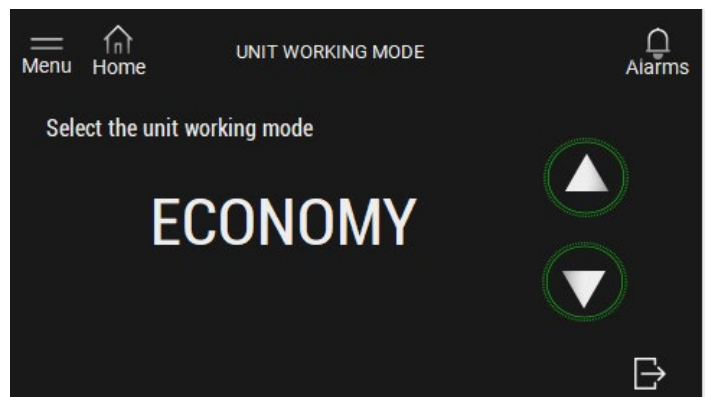 Menu Home UNIT WORKING MODE Alarms
Select the unit working mode
ECONOMY